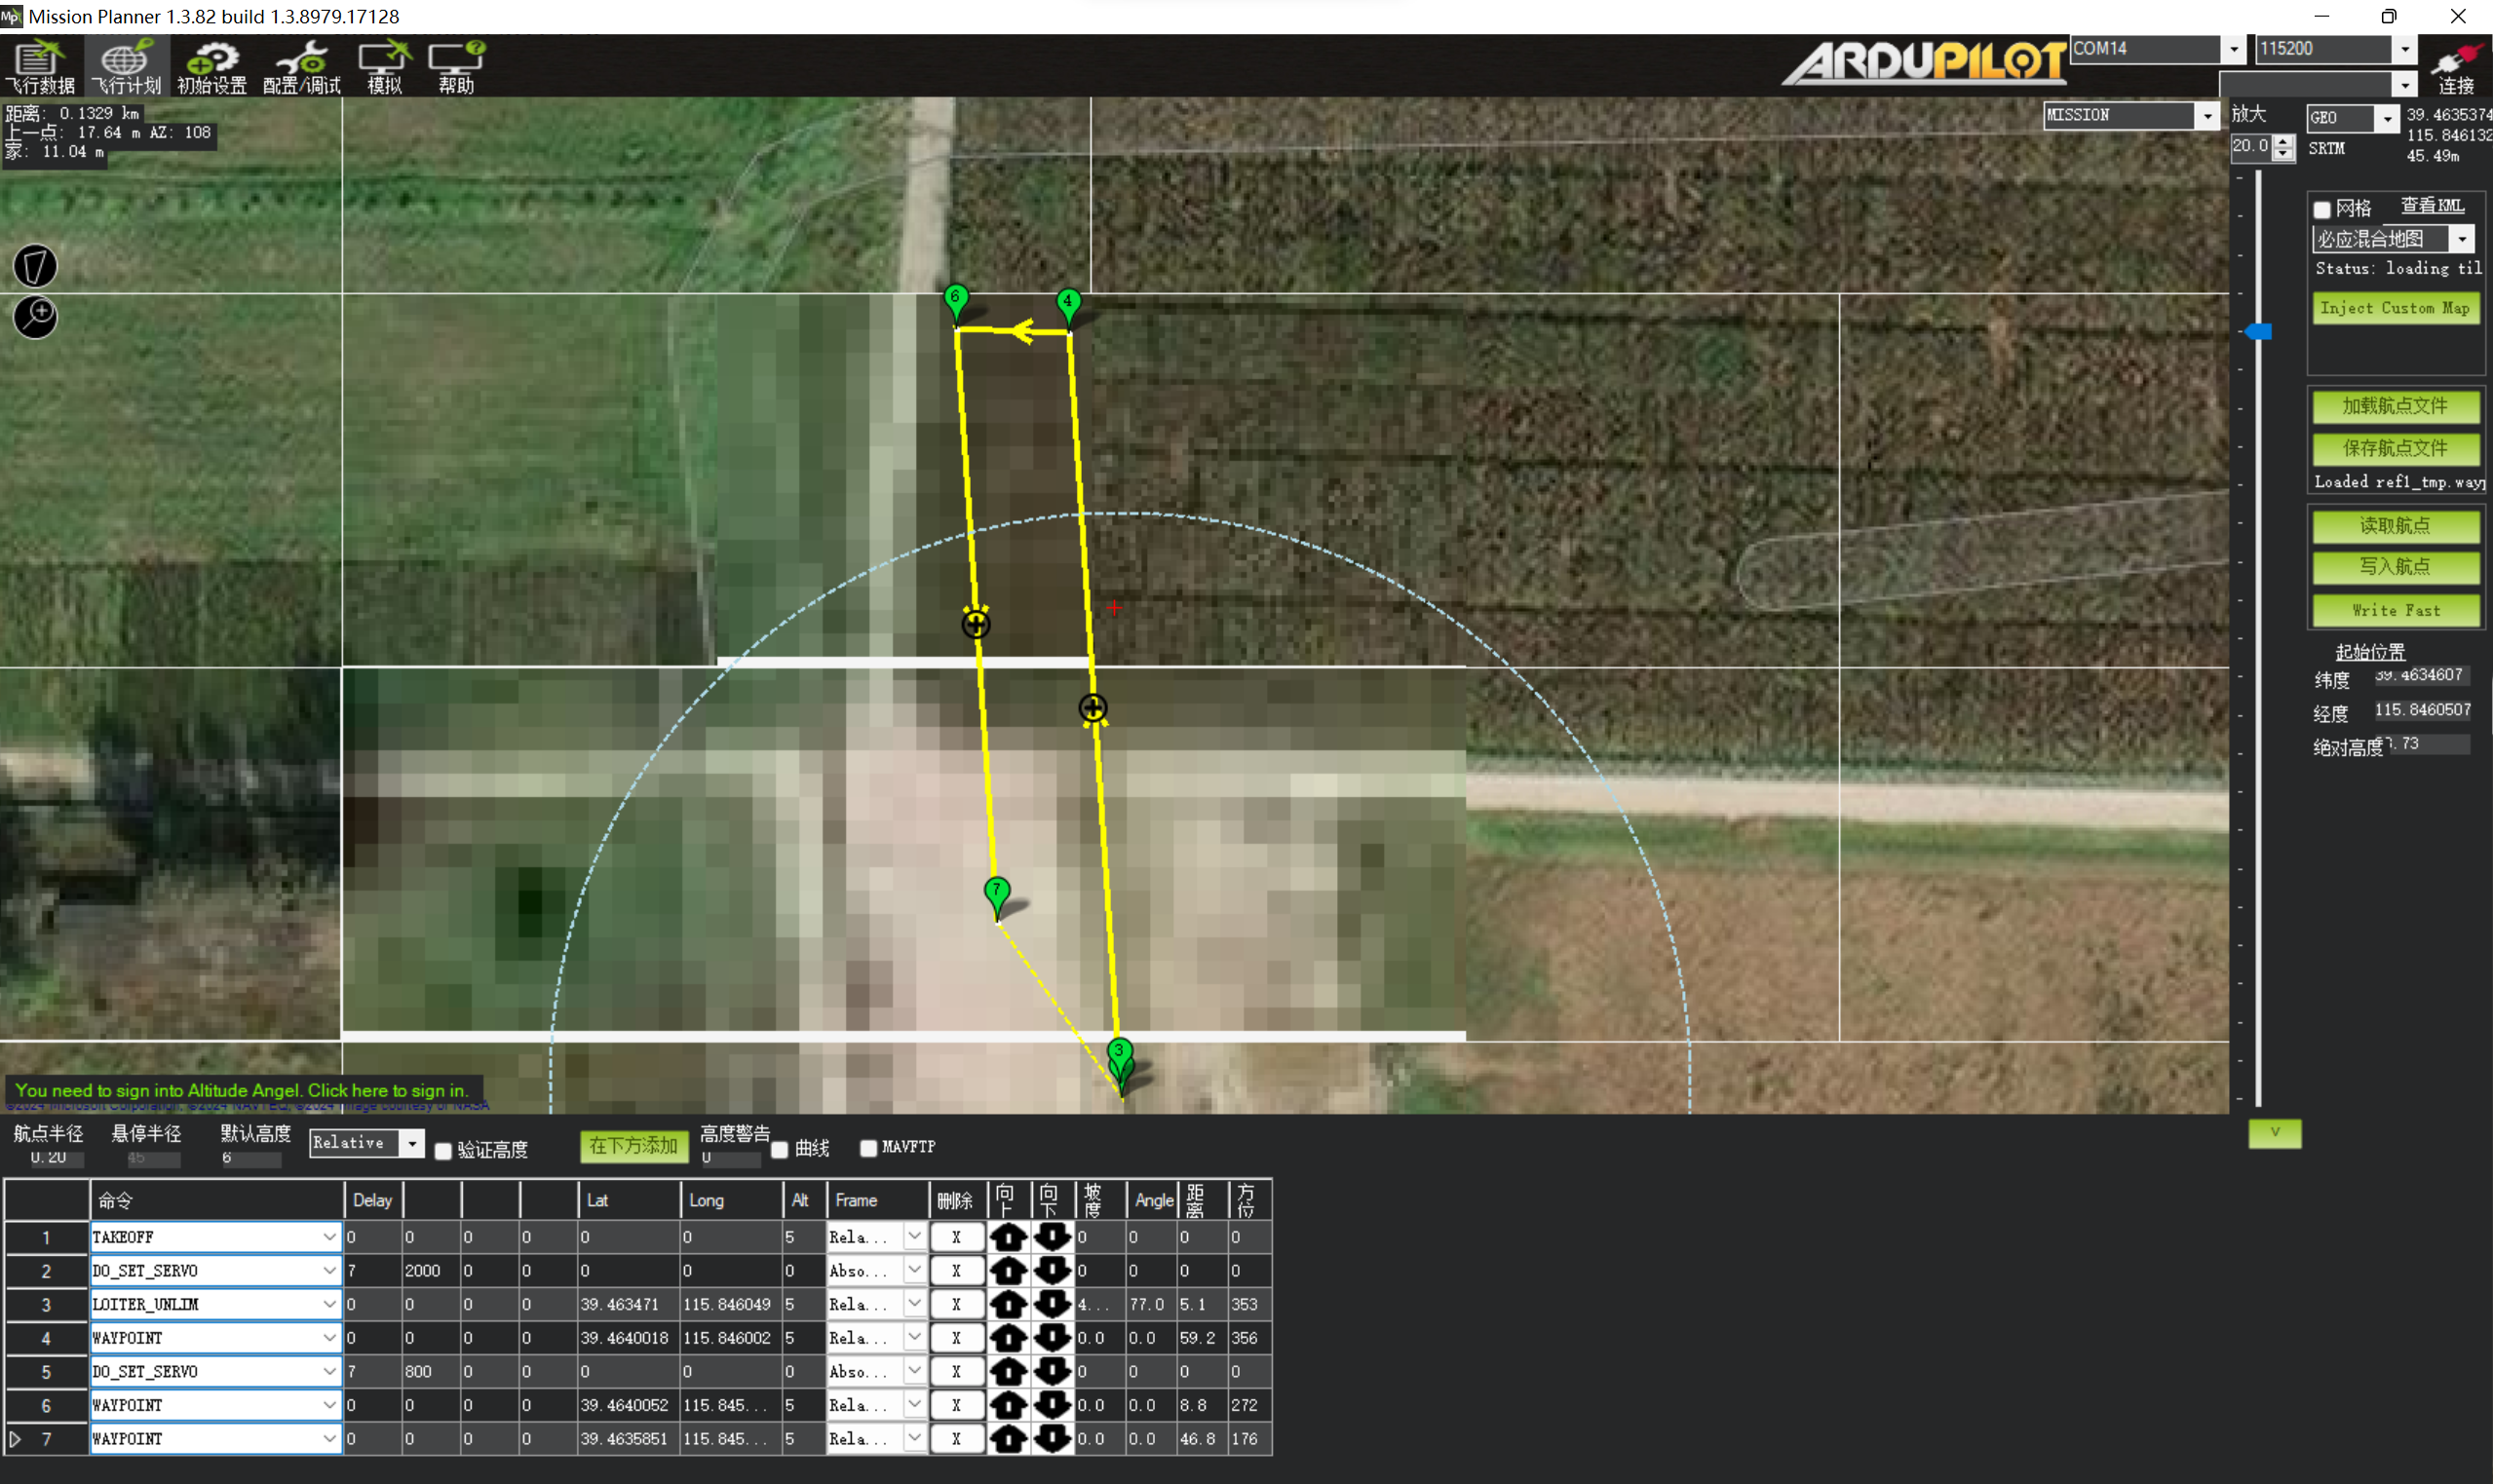 Mission Planner 1.3.82 build 1.3.8979.17128
飞行数据 飞行计划 初始设置 配置/调试 模拟 帮助
ARDUPILOT
COM14 115200
连接
距离: 0.1329 km
上一点: 17.64 m AZ: 108
家: 11.04 m
MISSION
放大
20.0
GEO 39.4635374
115.846132
SRTM 45.49m
网格 查看KML
必应混合地图
Status: loading til
Inject Custom Map
加载航点文件
保存航点文件
Loaded ref1_tmp.wayp
读取航点
写入航点
Write Fast
起始位置
纬度 39.4634607
经度 115.8460507
绝对高度 .73
6
4
7
3
You need to sign into Altitude Angel. Click here to sign in.
©2024 Microsoft Corporation, ©2024 NAVTEQ, ©2024 Image courtesy of NASA
航点半径 悬停半径 默认高度 Relative 验证高度 在下方添加 高度警告 曲线 MAVFTP
0.20 45 6 0
V
命令 Delay Lat Long Alt Frame 删除 向上 向下 坡度 Angle 距离 方位
1 TAKEOFF 0 0 0 0 0 0 5 Rela... X 0 0 0 0
2 DO_SET_SERVO 7 2000 0 0 0 0 0 Abso... X 0 0 0 0
3 LOITER_UNLIM 0 0 0 0 39.463471 115.846049 5 Rela... X 4... 77.0 5.1 353
4 WAYPOINT 0 0 0 0 39.4640018 115.846002 5 Rela... X 0.0 0.0 59.2 356
5 DO_SET_SERVO 7 800 0 0 0 0 0 Abso... X 0 0 0 0
6 WAYPOINT 0 0 0 0 39.4640052 115.845... 5 Rela... X 0.0 0.0 8.8 272
7 WAYPOINT 0 0 0 0 39.4635851 115.845... 5 Rela... X 0.0 0.0 46.8 176